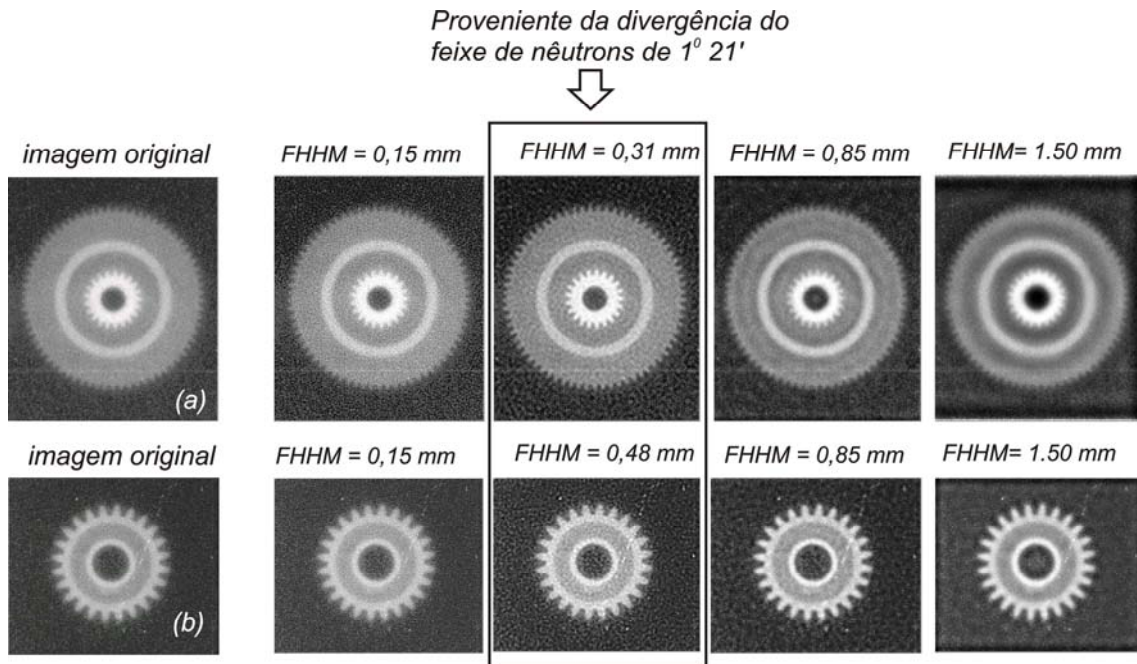 Proveniente da divergência do
feixe de nêutrons de 1⁰ 21'
imagem original
FHHM = 0,15 mm
FHHM = 0,31 mm
FHHM = 0,85 mm
FHHM= 1.50 mm
(a)
imagem original
FHHM = 0,15 mm
FHHM = 0,48 mm
FHHM = 0,85 mm
FHHM= 1.50 mm
(b)